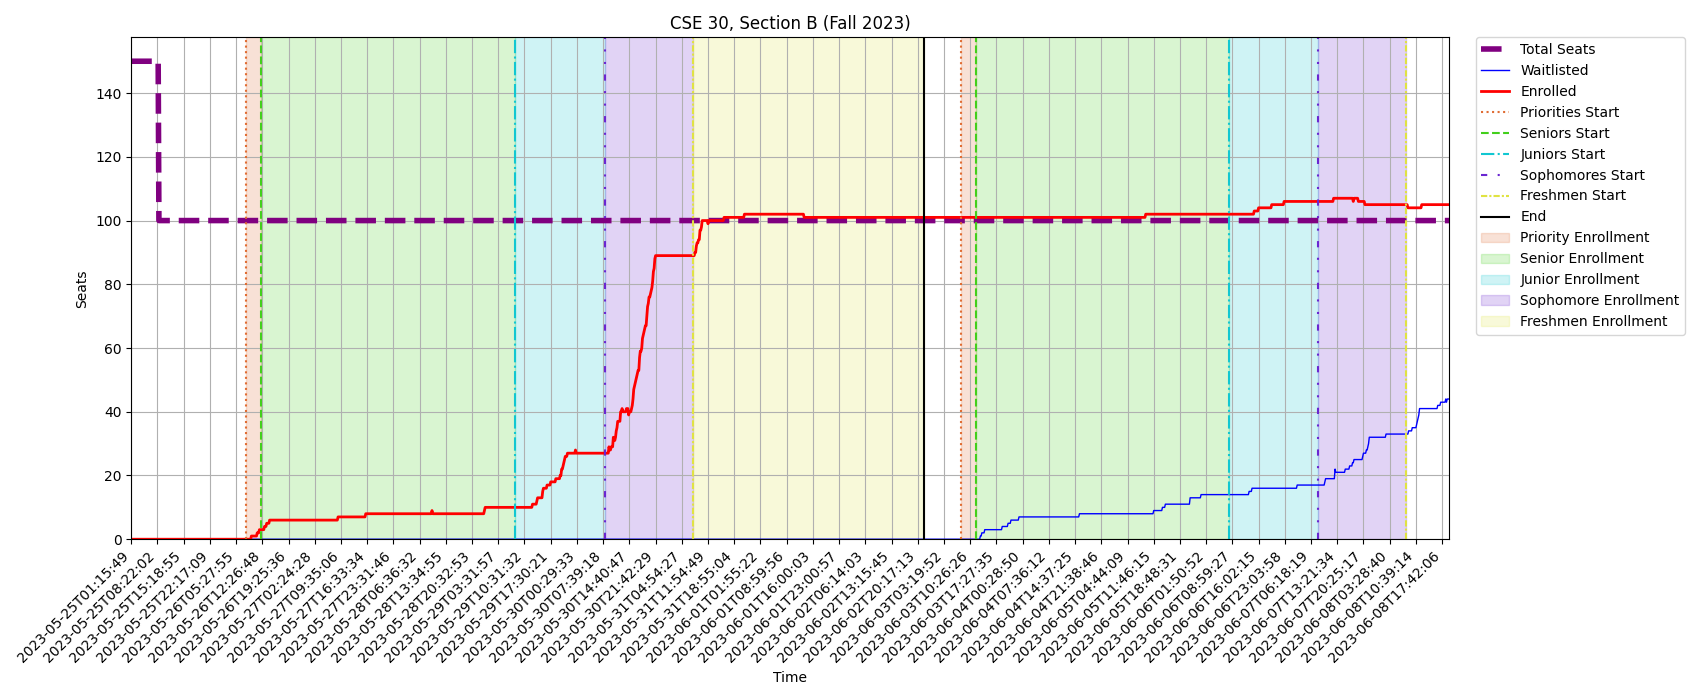 CSE 30, Section B (Fall 2023)
Seats
140
120
100
80
60
40
20
0
2023-05-25T01:15:49
2023-05-25T08:22:02
2023-05-25T15:18:55
2023-05-25T22:17:09
2023-05-26T05:27:55
2023-05-26T12:26:48
2023-05-26T19:25:36
2023-05-27T02:24:28
2023-05-27T09:35:06
2023-05-27T16:33:34
2023-05-27T23:31:46
2023-05-28T06:36:32
2023-05-28T13:34:55
2023-05-28T20:32:53
2023-05-29T03:31:57
2023-05-29T10:31:32
2023-05-29T17:30:21
2023-05-30T00:29:33
2023-05-30T07:39:18
2023-05-30T14:40:47
2023-05-30T21:42:29
2023-05-31T04:54:27
2023-05-31T11:54:49
2023-05-31T18:55:04
2023-06-01T01:55:22
2023-06-01T08:59:56
2023-06-01T16:00:03
2023-06-01T23:00:57
2023-06-02T06:14:03
2023-06-02T13:15:45
2023-06-02T20:17:13
2023-06-03T03:19:52
2023-06-03T10:26:26
2023-06-03T17:27:35
2023-06-04T00:28:50
2023-06-04T07:36:12
2023-06-04T14:37:25
2023-06-04T21:38:46
2023-06-05T04:44:09
2023-06-05T11:46:15
2023-06-05T18:48:31
2023-06-06T01:50:52
2023-06-06T08:59:27
2023-06-06T16:02:15
2023-06-06T23:03:58
2023-06-07T06:18:19
2023-06-07T13:21:34
2023-06-07T20:25:17
2023-06-08T03:28:40
2023-06-08T10:39:14
2023-06-08T17:42:06
Time
Total Seats
Waitlisted
Enrolled
Priorities Start
Seniors Start
Juniors Start
Sophomores Start
Freshmen Start
End
Priority Enrollment
Senior Enrollment
Junior Enrollment
Sophomore Enrollment
Freshmen Enrollment